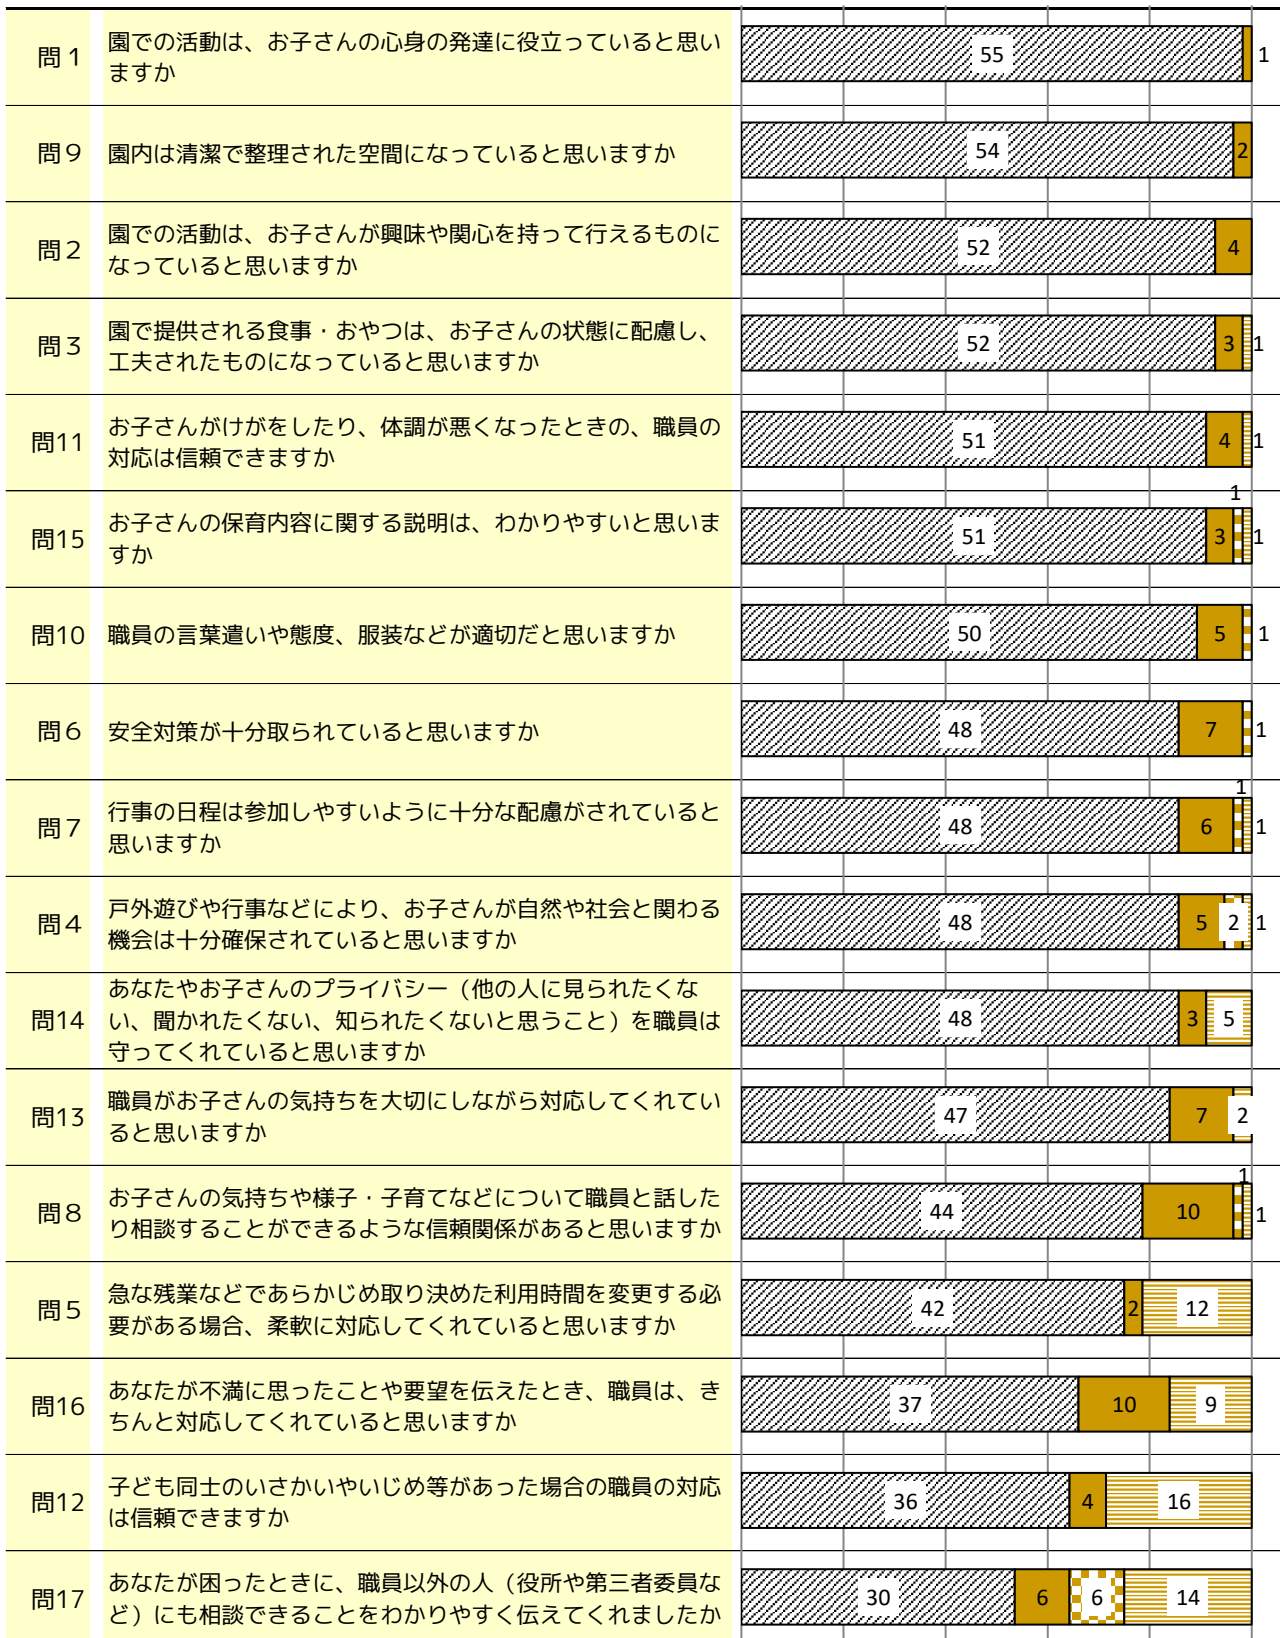 問1
園での活動は、お子さんの心身の発達に役立っていると思い
ますか
55
1
問9
園内は清潔で整理された空間になっていると思いますか
54
2
問2
園での活動は、お子さんが興味や関心を持って行えるものに
なっていると思いますか
52
4
問3
園で提供される食事・おやつは、お子さんの状態に配慮し、
工夫されたものになっていると思いますか
52
3
1
問11
お子さんがけがをしたり、体調が悪くなったときの、職員の
対応は信頼できますか
51
4
1
問15
お子さんの保育内容に関する説明は、わかりやすいと思いま
すか
51
3
1
1
問10
職員の言葉遣いや態度、服装などが適切だと思いますか
50
5
1
問6
安全対策が十分取られていると思いますか
48
7
1
問7
行事の日程は参加しやすいように十分な配慮がされていると
思いますか
48
6
1
1
問4
戸外遊びや行事などにより、お子さんが自然や社会と関わる
機会は十分確保されていると思いますか
48
5
2
1
問14
あなたやお子さんのプライバシー（他の人に見られたくな
い、聞かれたくない、知られたくないと思うこと）を職員は
守ってくれていると思いますか
48
3
5
問13
職員がお子さんの気持ちを大切にしながら対応してくれてい
ると思いますか
47
7
2
問8
お子さんの気持ちや様子・子育てなどについて職員と話した
り相談することができるような信頼関係があると思いますか
44
10
1
1
問5
急な残業などであらかじめ取り決めた利用時間を変更する必
要がある場合、柔軟に対応してくれていると思いますか
42
2
12
問16
あなたが不満に思ったことや要望を伝えたとき、職員は、き
ちんと対応してくれていると思いますか
37
10
9
問12
子ども同士のいさかいやいじめ等があった場合の職員の対応
は信頼できますか
36
4
16
問17
あなたが困ったときに、職員以外の人（役所や第三者委員な
ど）にも相談できることをわかりやすく伝えてくれましたか
30
6
6
14